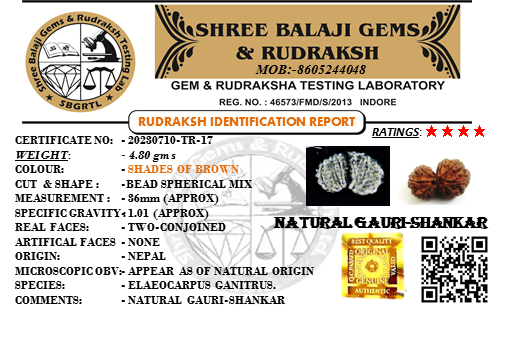 Shree Balaji Gems & Rudraksh Testing Lab
SBGRTL
SHREE BALAJI GEMS
& RUDRAKSH
MOB:-8605244048
GEM & RUDRAKSHA TESTING LABORATORY
REG. NO. : 46573/FMD/S/2013 INDORE
RUDRAKSH IDENTIFICATION REPORT
RATINGS: ★ ★ ★ ★
CERTIFICATE NO: - 20230710-TR-17
WEIGHT: - 4.80 gms
COLOUR: - SHADES OF BROWN
CUT & SHAPE : -BEAD SPHERICAL MIX
MEASUREMENT : - 36mm (APPROX)
SPECIFIC GRAVITY: 1.01 (APPROX)
REAL FACES: - TWO-CONJOINED
ARTIFICAL FACES - NONE
ORIGIN: - NEPAL
MICROSCOPIC OBV:- APPEAR AS OF NATURAL ORIGIN
SPECIES: - ELAEOCARPUS GANITRUS.
COMMENTS: - NATURAL GAURI-SHANKAR
NATURAL GAURI-SHANKAR
BEST QUALITY
ORIGINAL
GENUINE
VALID
AUTHENTIC